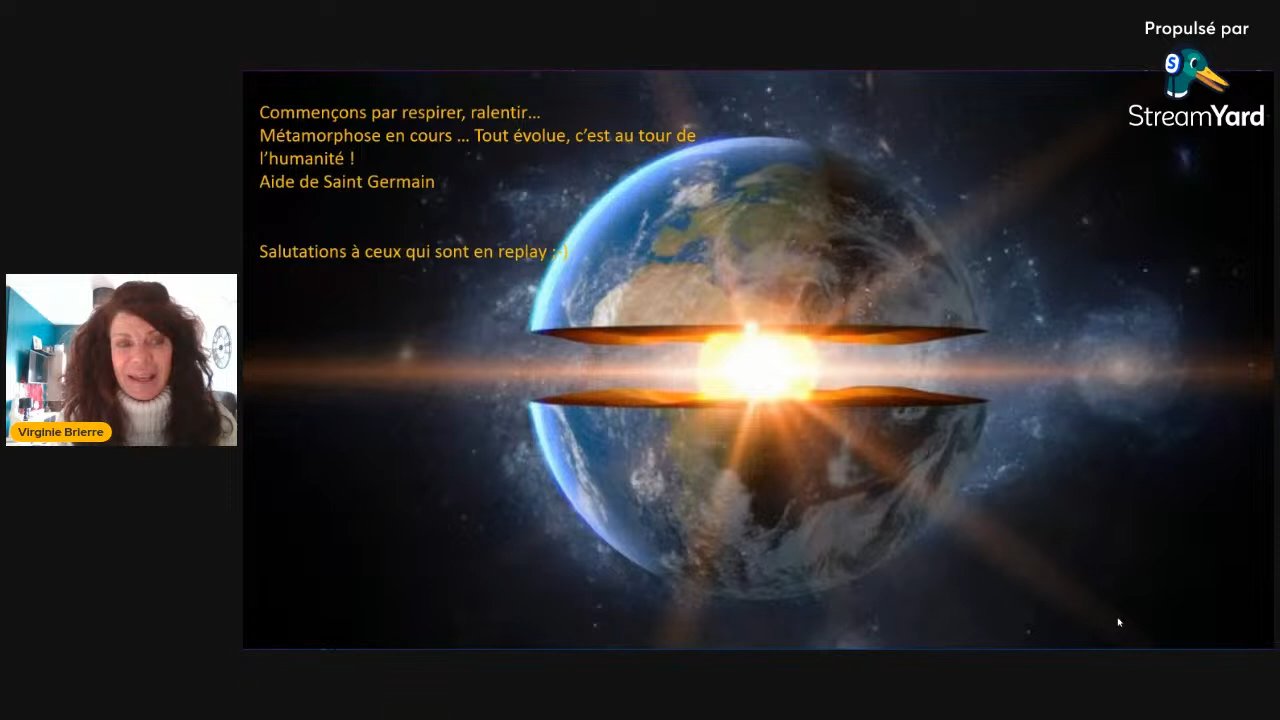 Propulsé par
StreamYard
Commençons par respirer, ralentir...
Métamorphose en cours ... Tout évolue, c'est au tour de
l'humanité !
Aide de Saint Germain
Salutations à ceux qui sont en replay : )
Virginie Brierre